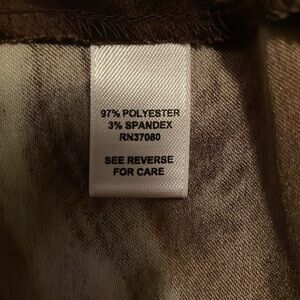 97% POLYESTER
3% SPANDEX
RN37080
SEE REVERSE
FOR CARE